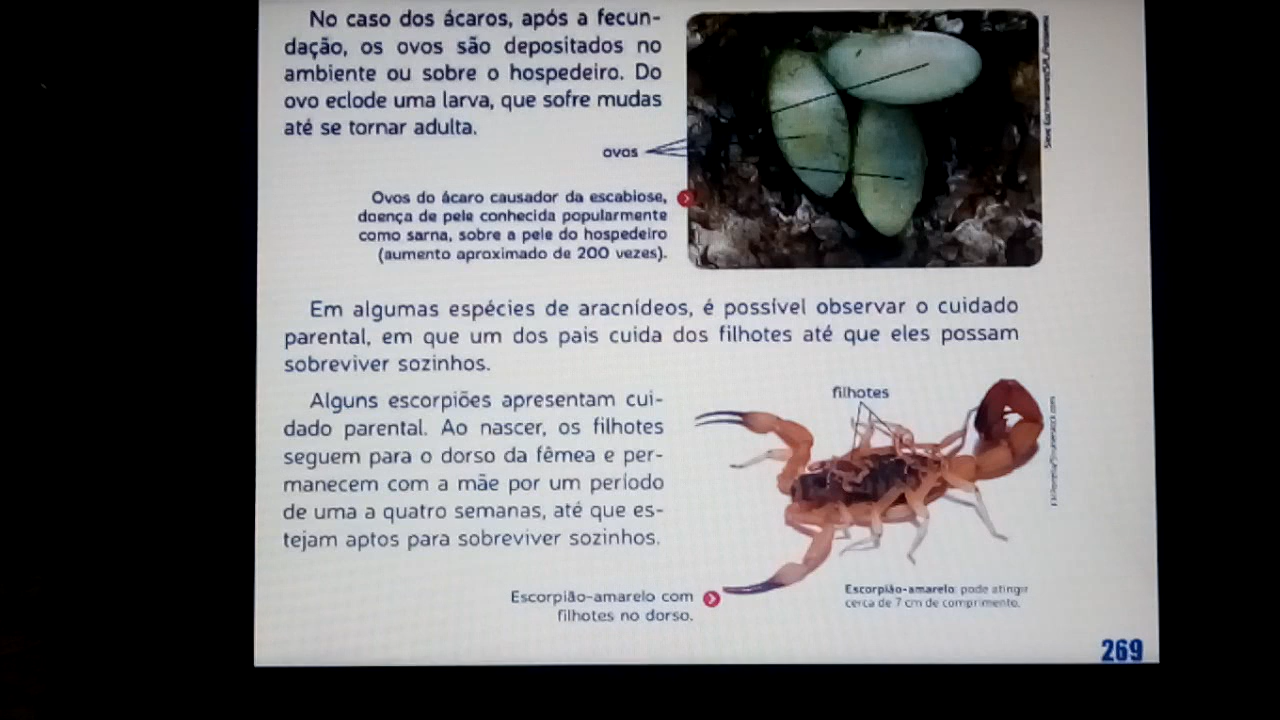 No caso dos ácaros, após a fecun-
dação, os ovos são depositados no
ambiente ou sobre o hospedeiro. Do
ovo eclode uma larva, que sofre mudas
até se tornar adulta.
ovos
Ovos do ácaro causador da escabiose,
doença de pele conhecida popularmente
como sarna, sobre a pele do hospedeiro
(aumento aproximado de 200 vezes).
Em algumas espécies de aracnídeos, é possível observar o cuidado
parental, em que um dos pais cuida dos filhotes até que eles possam
sobreviver sozinhos.
Alguns escorpiões apresentam cui-
dado parental. Ao nascer, os filhotes
seguem para o dorso da fêmea e per-
manecem com a mãe por um período
de uma a quatro semanas, até que es-
tejam aptos para sobreviver sozinhos.
filhotes
Escorpião-amarelo com
filhotes no dorso.
Escorpião-amarelo: pode atingir
cerca de 7 cm de comprimento.
269